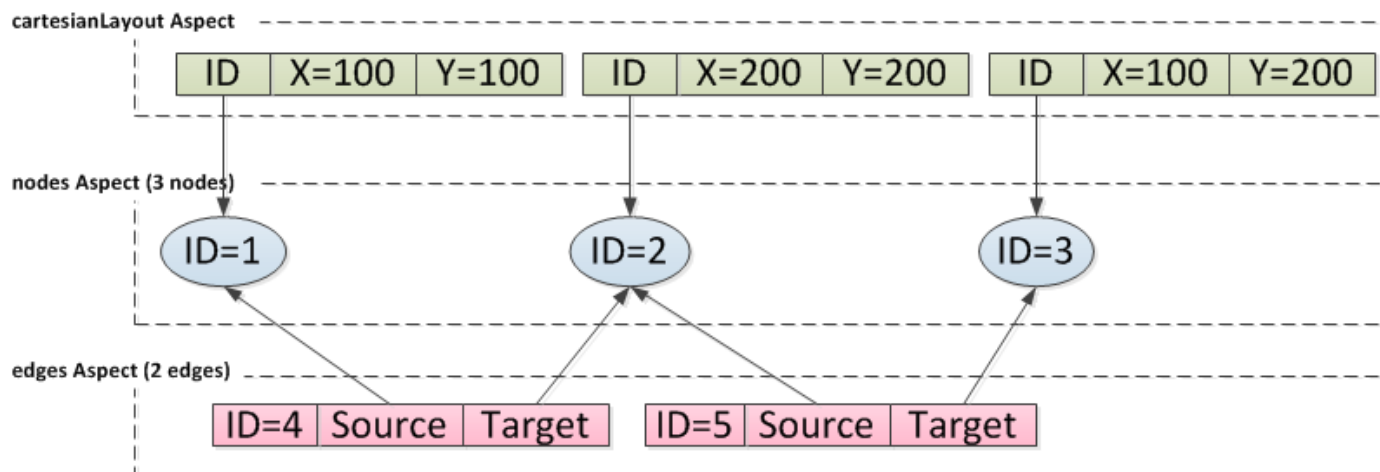 cartesianLayout Aspect
ID X=100 Y=100 ID X=200 Y=200 ID X=100 Y=200
nodes Aspect (3 nodes)
ID=1 ID=2 ID=3
edges Aspect (2 edges)
ID=4 Source Target ID=5 Source Target